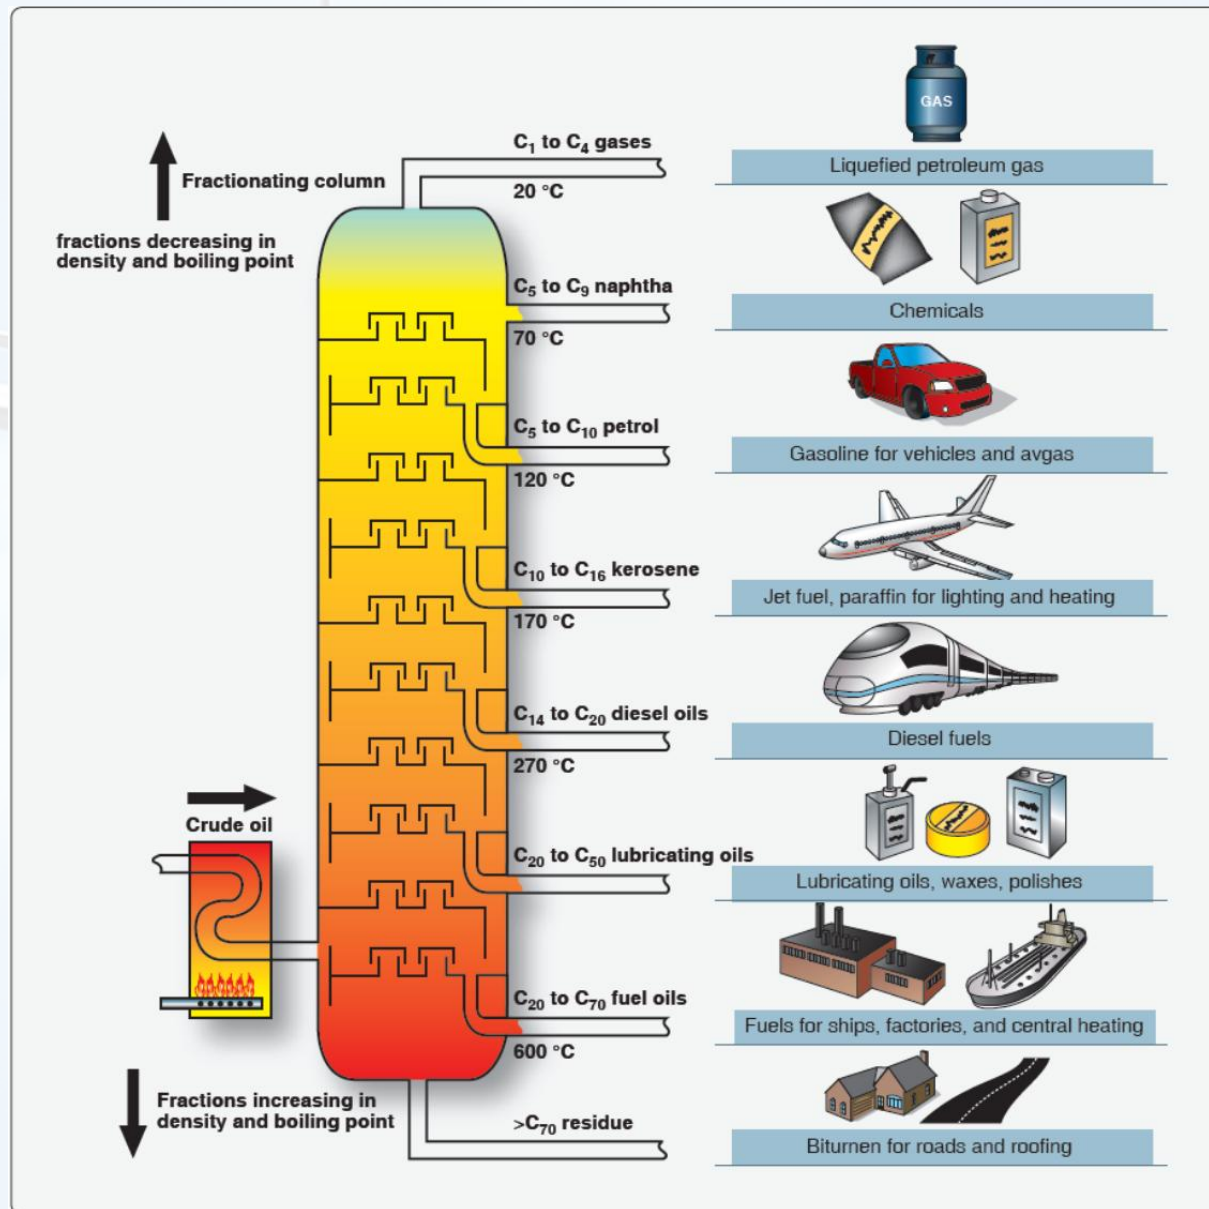 GAS
C₁ to C₄ gases
Liquefied petroleum gas
Fractionating column
20 °C
fractions decreasing in
density and boiling point
C₅ to C₉ naphtha
Chemicals
70 °C
C₅ to C₁₀ petrol
Gasoline for vehicles and avgas
120 °C
C₁₀ to C₁₆ kerosene
Jet fuel, paraffin for lighting and heating
170 °C
C₁₄ to C₂₀ diesel oils
Diesel fuels
270 °C
Crude oil
C₂₀ to C₅₀ lubricating oils
Lubricating oils, waxes, polishes
C₂₀ to C₇₀ fuel oils
Fuels for ships, factories, and central heating
600 °C
Fractions increasing in
density and boiling point
>C₇₀ residue
Biturnen for roads and roofing